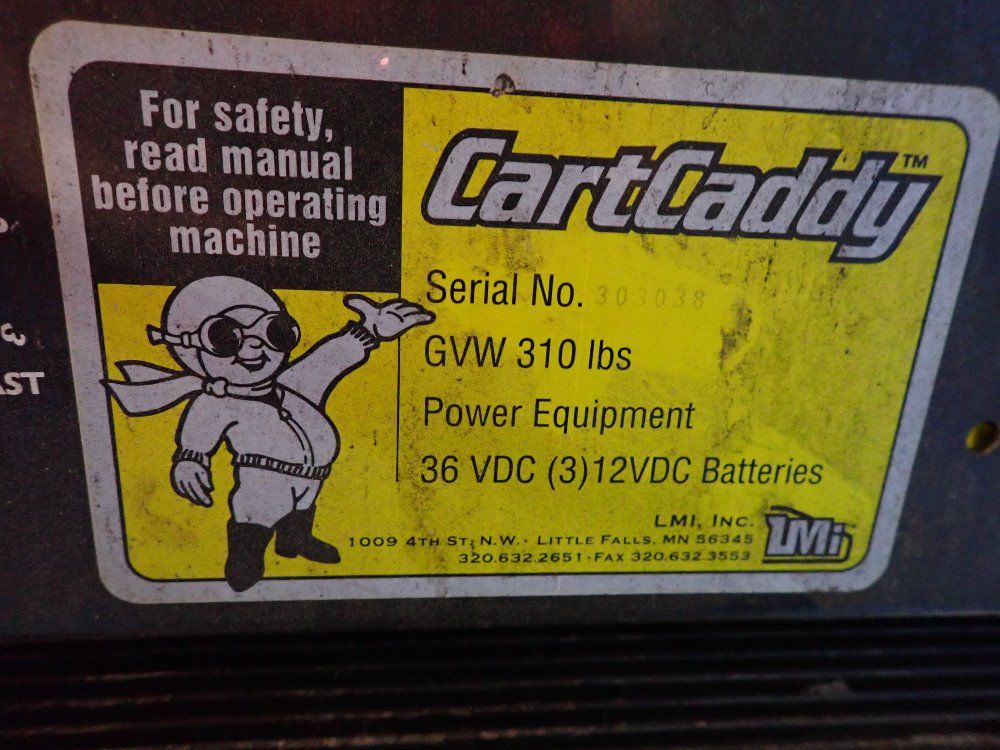 For safety,
read manual
before operating
machine
CartCaddy™
Serial No. 303038
GVW 310 lbs
Power Equipment
36 VDC (3)12VDC Batteries
LMI, INC.
1009 4TH ST. N.W. · LITTLE FALLS, MN 56345
320.632.2651 · FAX 320.632.3553
LMi
AST